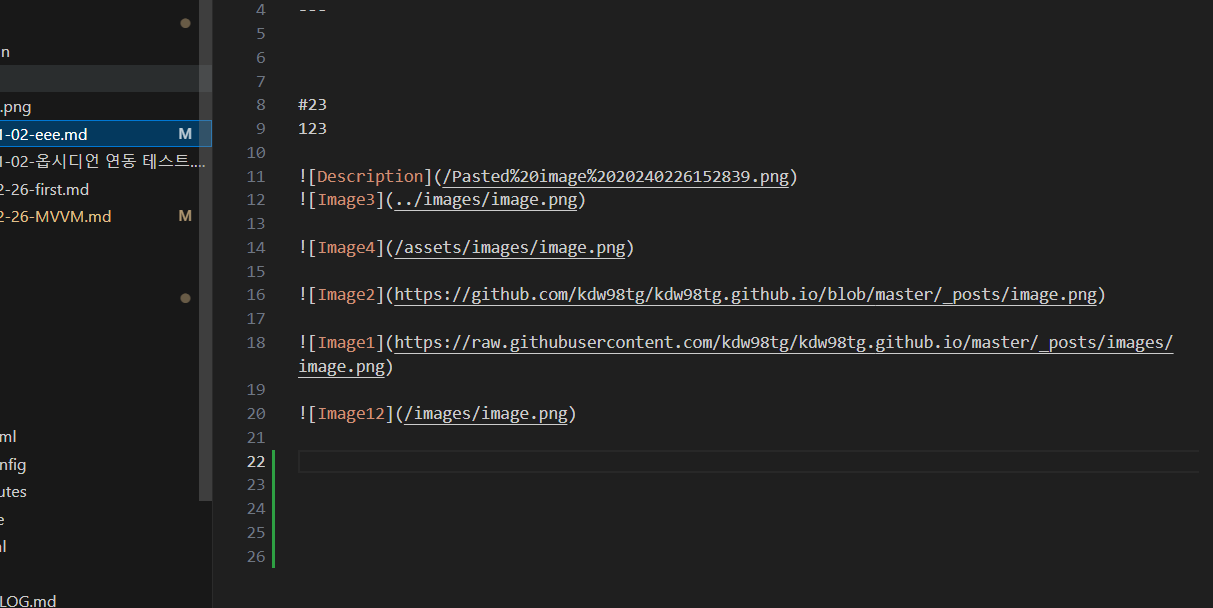 n
.png
1-02-eee.md M
1-02-옵시디언 연동 테스트....
2-26-first.md
2-26-MVVM.md M
ml
nfig
utes
e
l
LOG.md
4 ---
5
6
7
8 #23
9 123
10
11 ![Description](/Pasted%20image%2020240226152839.png)
12 ![Image3](../images/image.png)
13
14 ![Image4](/assets/images/image.png)
15
16 ![Image2](https://github.com/kdw98tg/kdw98tg.github.io/blob/master/_posts/image.png)
17
18 ![Image1](https://raw.githubusercontent.com/kdw98tg/kdw98tg.github.io/master/_posts/images/
image.png)
19
20 ![Image12](/images/image.png)
21
22
23
24
25
26